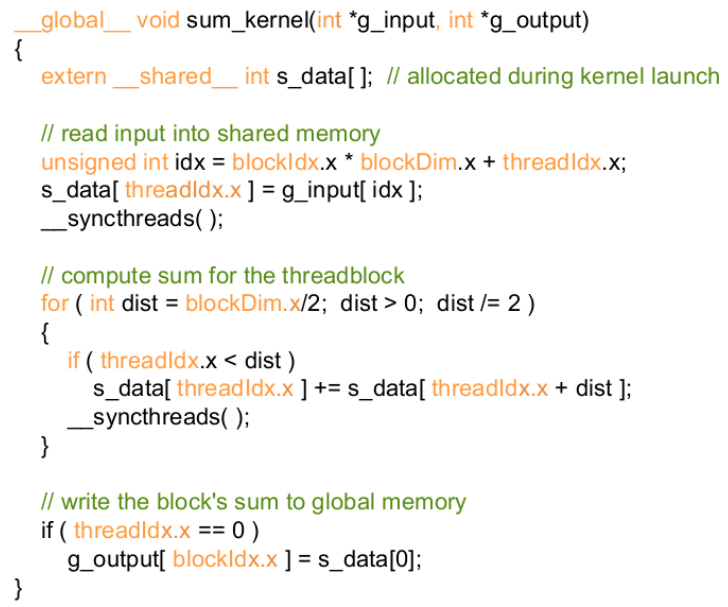 __global__ void sum_kernel(int *g_input, int *g_output)
{
extern __shared__ int s_data[ ]; // allocated during kernel launch
// read input into shared memory
unsigned int idx = blockIdx.x * blockDim.x + threadIdx.x;
s_data[ threadIdx.x ] = g_input[ idx ];
__syncthreads( );
// compute sum for the threadblock
for ( int dist = blockDim.x/2; dist > 0; dist /= 2 )
{
if ( threadIdx.x < dist )
s_data[ threadIdx.x ] += s_data[ threadIdx.x + dist ];
__syncthreads( );
}
// write the block's sum to global memory
if ( threadIdx.x == 0 )
g_output[ blockIdx.x ] = s_data[0];
}